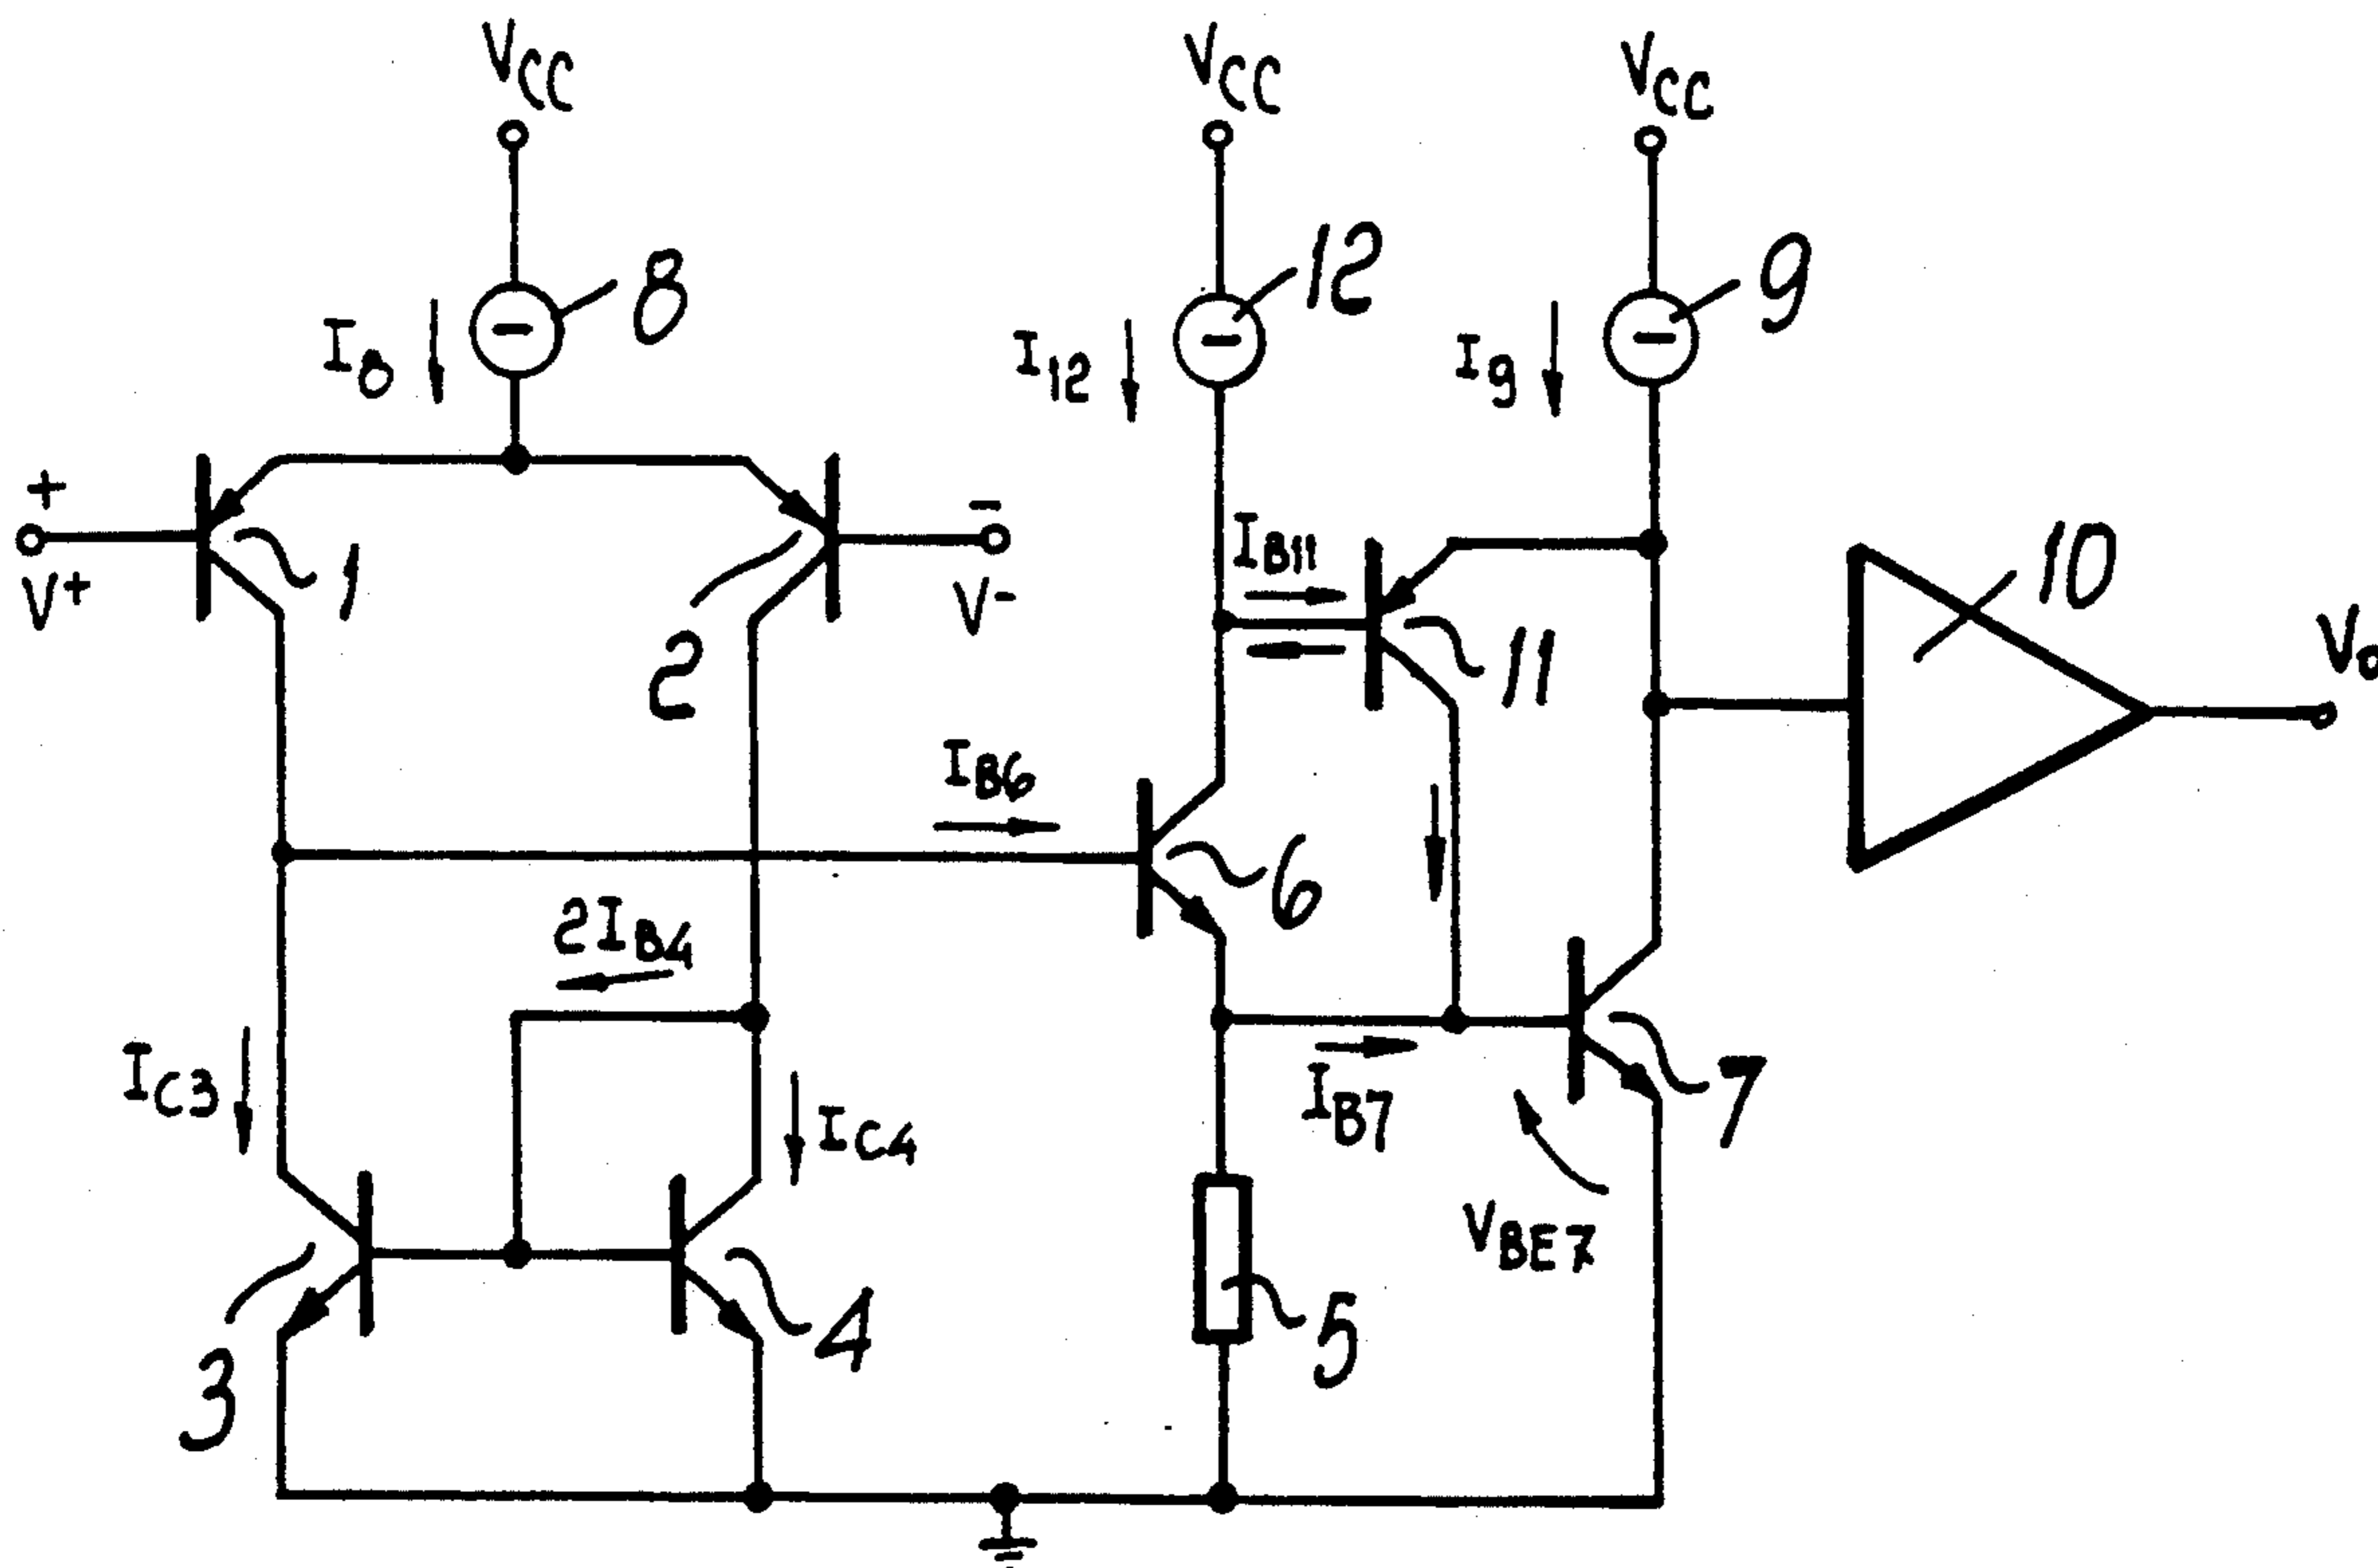 VCC VCC VCC
8 12 9
I8 I12 I9
+ - IB11 10
V+ 1 2 V- 11 Vo
IB6
6
2IB4
IC3 IC4 IB7 7
VBE7
3 4 5